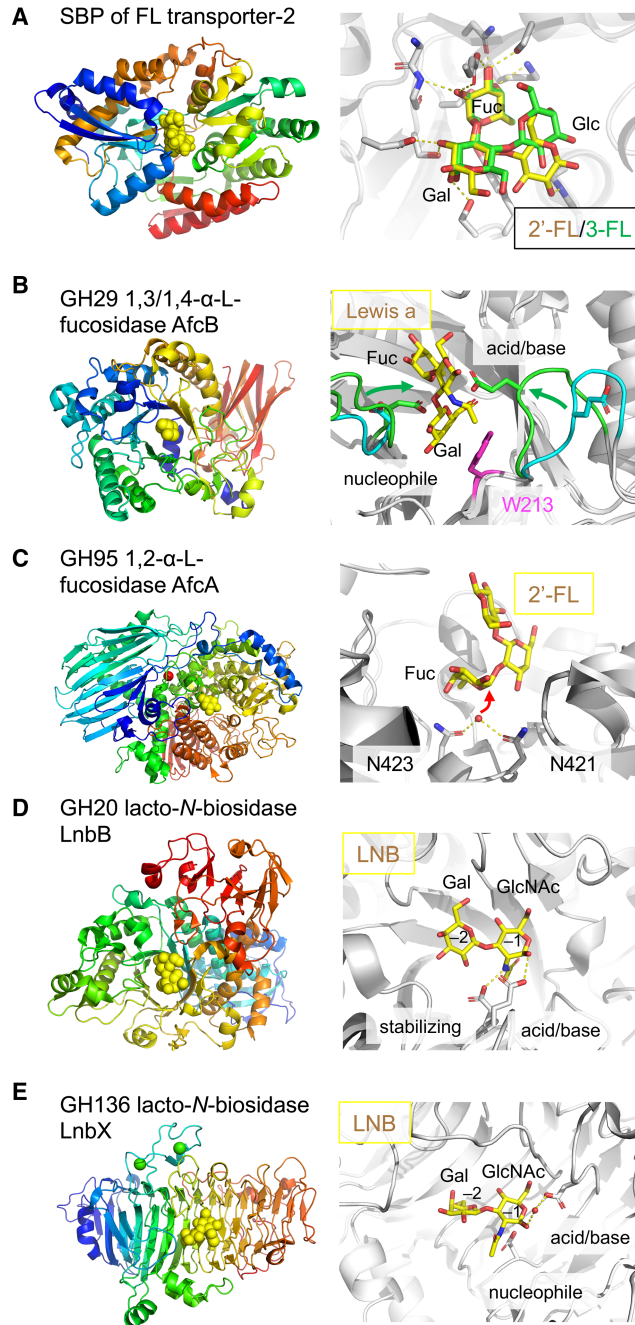 A
SBP of FL transporter-2
Fuc
Glc
Gal
2'-FL/3-FL
B
GH29 1,3/1,4-α-L-
fucosidase AfcB
Lewis a
Fuc
acid/base
Gal
nucleophile
W213
C
GH95 1,2-α-L-
fucosidase AfcA
2'-FL
Fuc
N423
N421
D
GH20 lacto-N-biosidase
LnbB
LNB
Gal
GlcNAc
–2
–1
stabilizing
acid/base
E
GH136 lacto-N-biosidase
LnbX
LNB
Gal
GlcNAc
–2
–1
acid/base
nucleophile